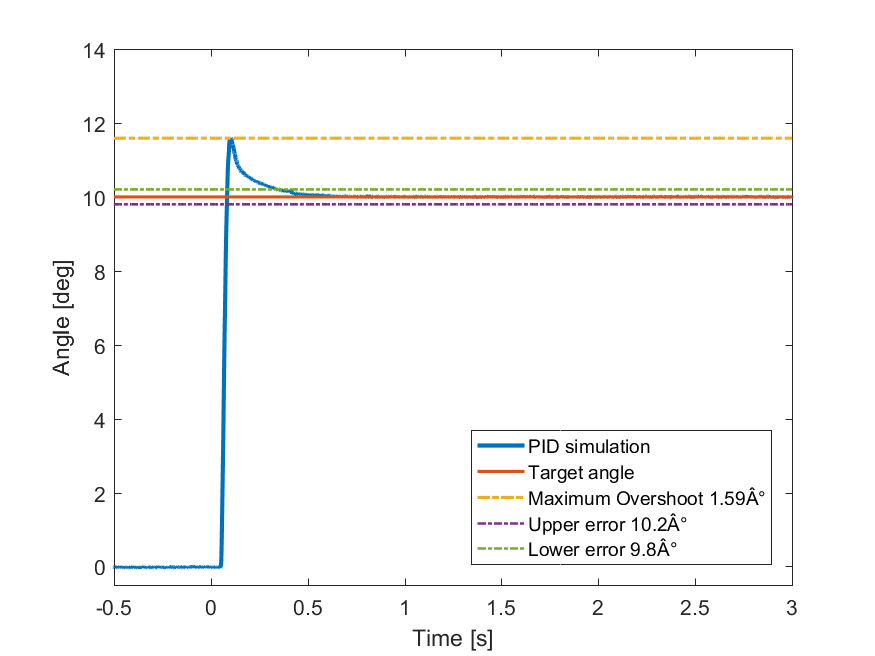 14
12
10
8
6
4
2
0
Angle [deg]
-0.5
0
0.5
1
1.5
2
2.5
3
Time [s]
PID simulation
Target angle
Maximum Overshoot 1.59Â°
Upper error 10.2Â°
Lower error 9.8Â°